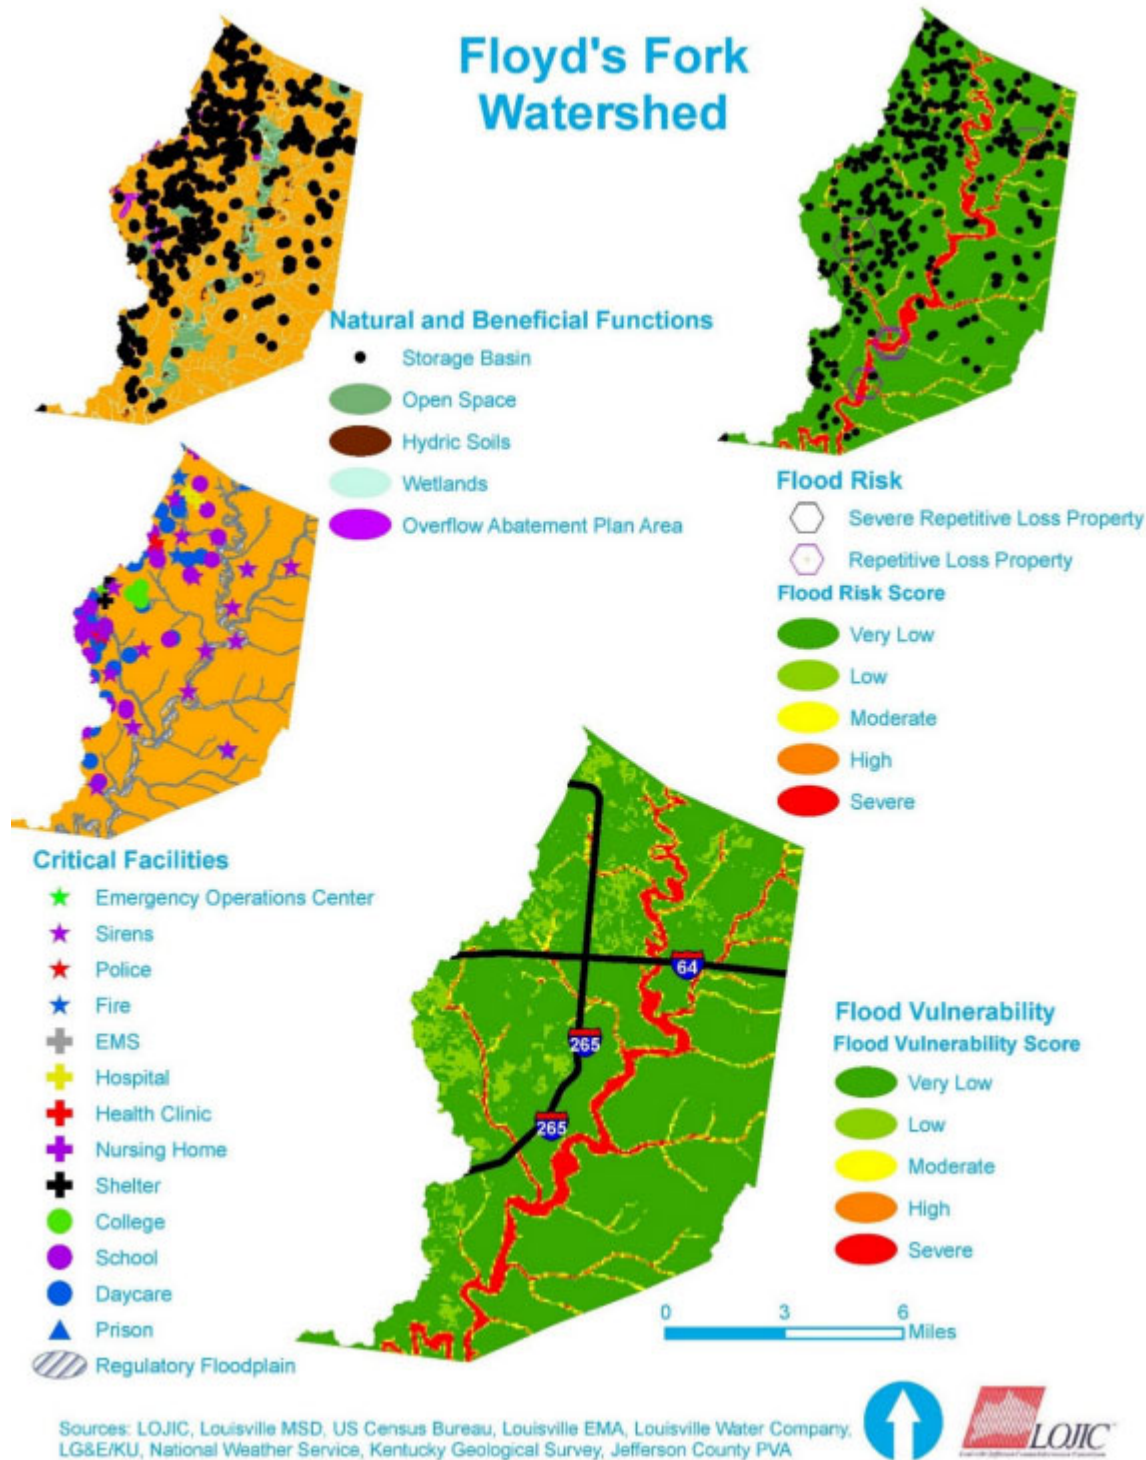 Floyd's Fork
Watershed
Natural and Beneficial Functions
Storage Basin
Open Space
Hydric Soils
Wetlands
Overflow Abatement Plan Area
Flood Risk
Severe Repetitive Loss Property
Repetitive Loss Property
Flood Risk Score
Very Low
Low
Moderate
High
Severe
Critical Facilities
Emergency Operations Center
Sirens
Police
Fire
EMS
Hospital
Health Clinic
Nursing Home
Shelter
College
School
Daycare
Prison
Regulatory Floodplain
64
265
265
Flood Vulnerability
Flood Vulnerability Score
Very Low
Low
Moderate
High
Severe
0 3 6
Miles
Sources: LOJIC, Louisville MSD, US Census Bureau, Louisville EMA, Louisville Water Company,
LG&E/KU, National Weather Service, Kentucky Geological Survey, Jefferson County PVA
LOJIC